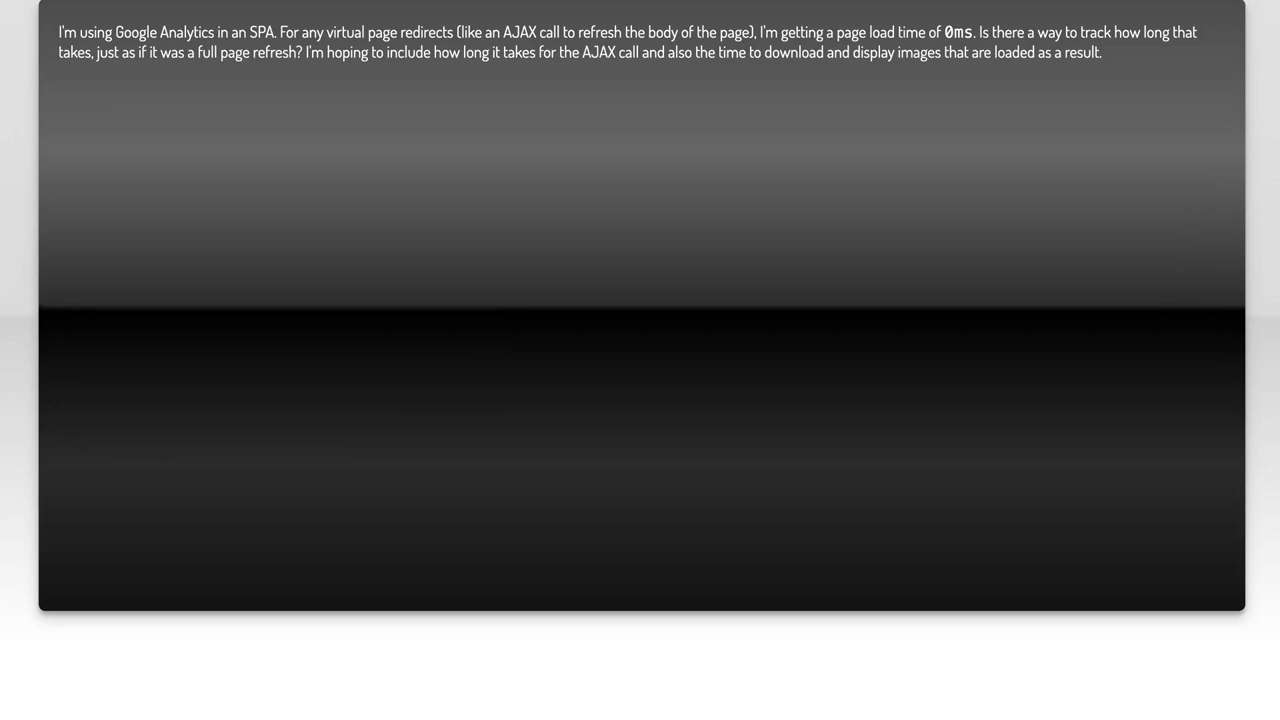 I'm using Google Analytics in an SPA. For any virtual page redirects (like an AJAX call to refresh the body of the page), I'm getting a page load time of 0ms. Is there a way to track how long that
takes, just as if it was a full page refresh? I'm hoping to include how long it takes for the AJAX call and also the time to download and display images that are loaded as a result.